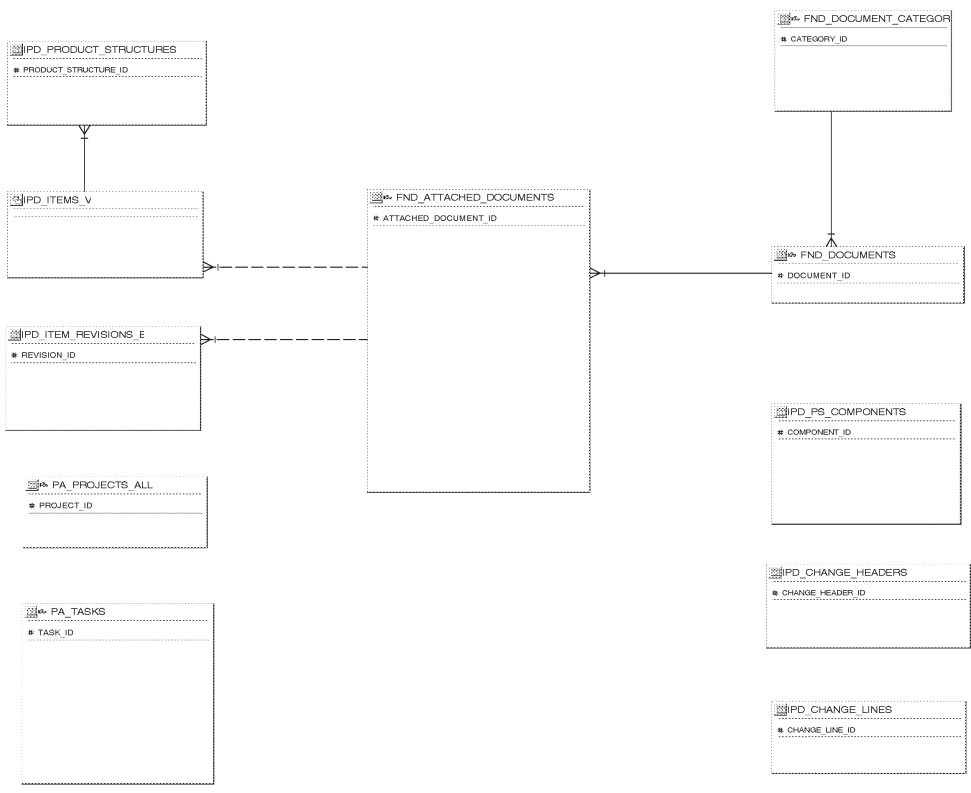 IPD_PRODUCT_STRUCTURES
# PRODUCT_STRUCTURE_ID
IPD_ITEMS_V
IPD_ITEM_REVISIONS_E
# REVISION_ID
PA_PROJECTS_ALL
# PROJECT_ID
PA_TASKS
# TASK_ID
FND_ATTACHED_DOCUMENTS
# ATTACHED_DOCUMENT_ID
FND_DOCUMENT_CATEGOR
# CATEGORY_ID
FND_DOCUMENTS
# DOCUMENT_ID
IPD_PS_COMPONENTS
# COMPONENT_ID
IPD_CHANGE_HEADERS
# CHANGE_HEADER_ID
IPD_CHANGE_LINES
# CHANGE_LINE_ID